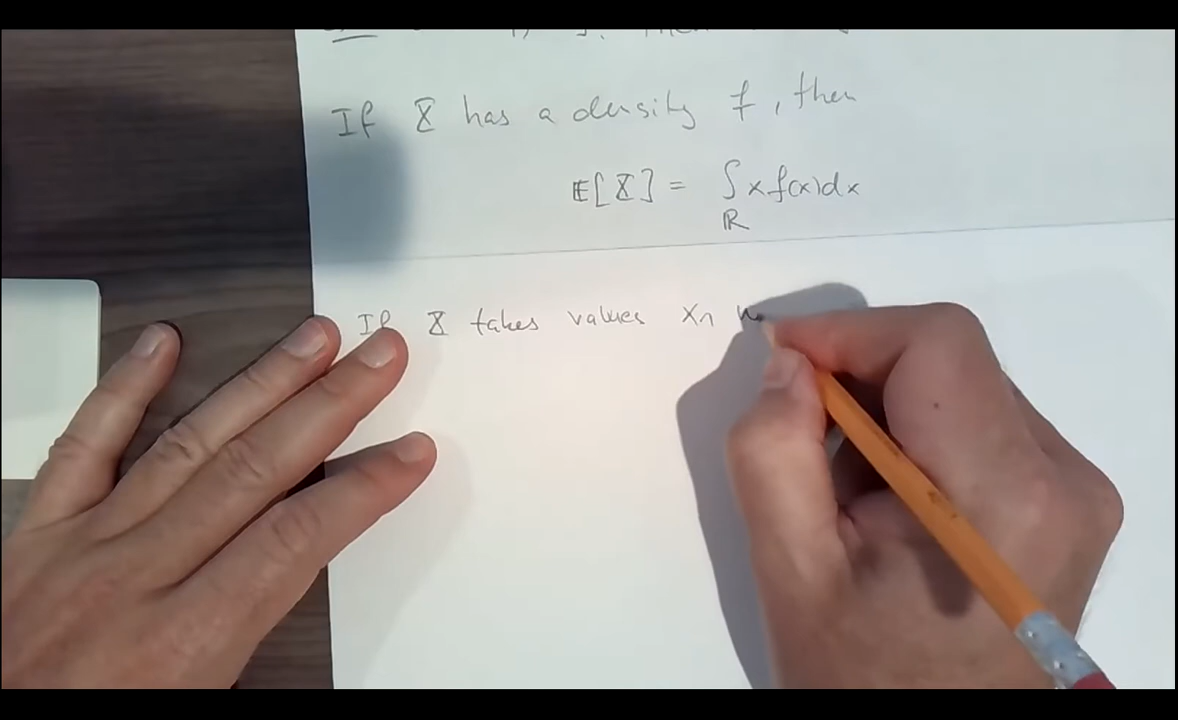 If X has a density f, then
E[X] = ∫ x f(x) dx
ℝ
If X takes values xn